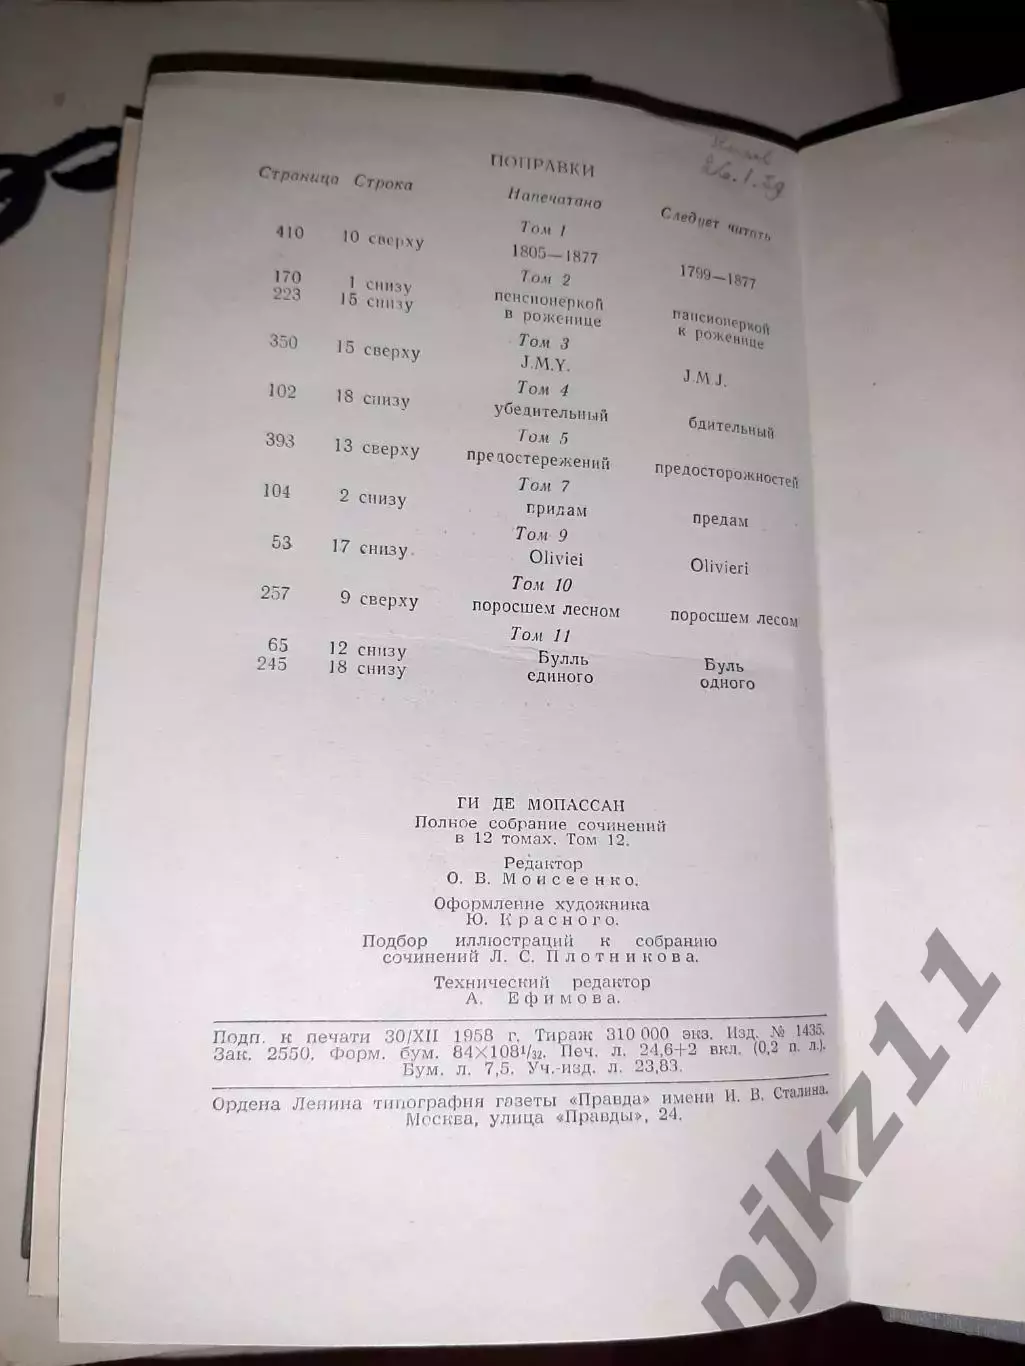 26.1.59
ПОПРАВКИ
Страница Строка Напечатано Следует читать
Том 1
410 10 сверху 1805—1877 1799—1877
Том 2
170 1 снизу пенсионеркой пансионеркой
223 15 снизу в роженице к роженице
Том 3
350 15 сверху J.M.Y. J.M.J.
Том 4
102 18 снизу убедительный бдительный
Том 5
393 13 сверху предостережений предосторожностей
Том 7
104 2 снизу придам предам
Том 9
53 17 снизу Oliviei Olivieri
Том 10
257 9 сверху поросшем лесном поросшем лесом
Том 11
65 12 снизу Булль Буль
245 18 снизу единого одного
ГИ ДЕ МОПАССАН
Полное собрание сочинений
в 12 томах. Том 12.
Редактор
О. В. Моисеенко.
Оформление художника
Ю. Красного.
Подбор иллюстраций к собранию
сочинений Л. С. Плотникова.
Технический редактор
А. Ефимова.
Подп. к печати 30/XII 1958 г. Тираж 310 000 экз. Изд. № 1435.
Зак. 2550. Форм. бум. 84×108¹/₃₂. Печ. л. 24,6+2 вкл. (0,2 п. л.).
Бум. л. 7,5. Уч.-изд. л. 23,83.
Ордена Ленина типография газеты «Правда» имени И. В. Сталина.
Москва, улица «Правды», 24.
njkz11